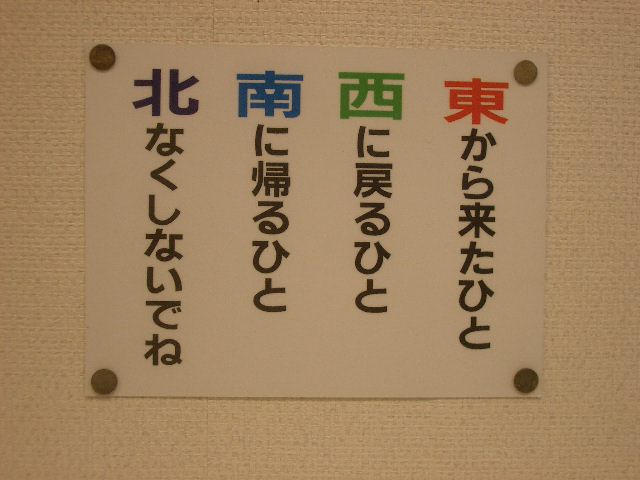 東から来たひと
西に戻るひと
南に帰るひと
北なくしないでね